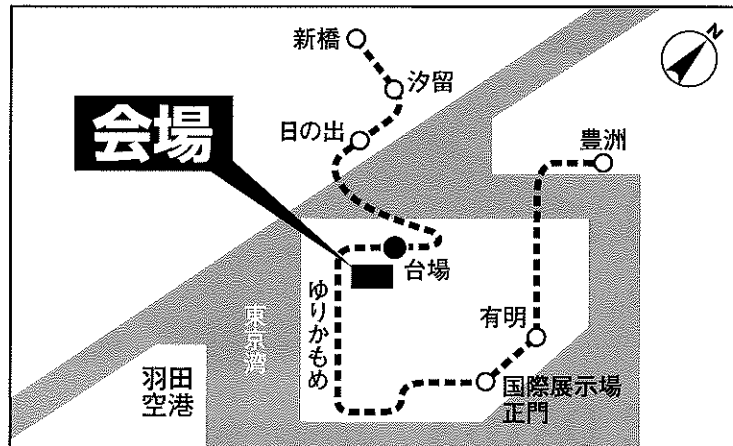 新橋
N
汐留
会場
日の出
豊洲
台場
ゆりかもめ
東京湾
有明
羽田
空港
国際展示場
正門